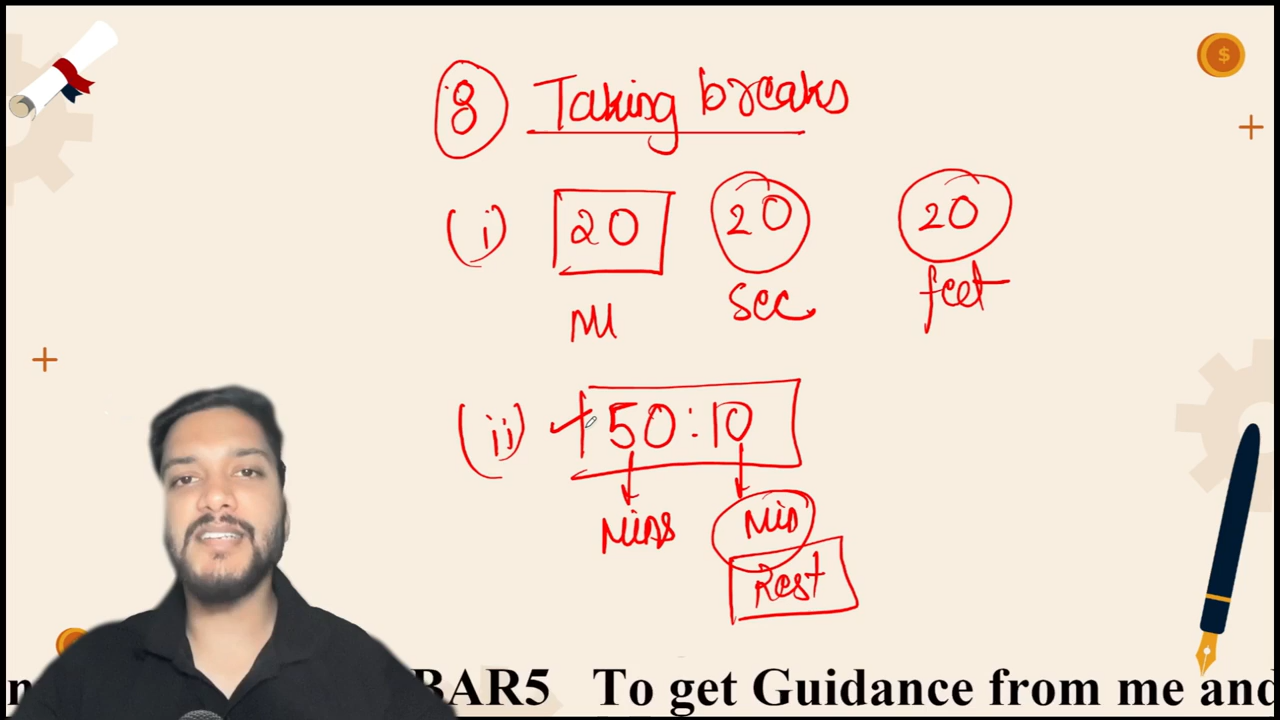 8 Taking breaks
(i) 20 20 20
Sec feet
(ii) 50:10
Mins Min
Rest
BAR5 To get Guidance from me and
$